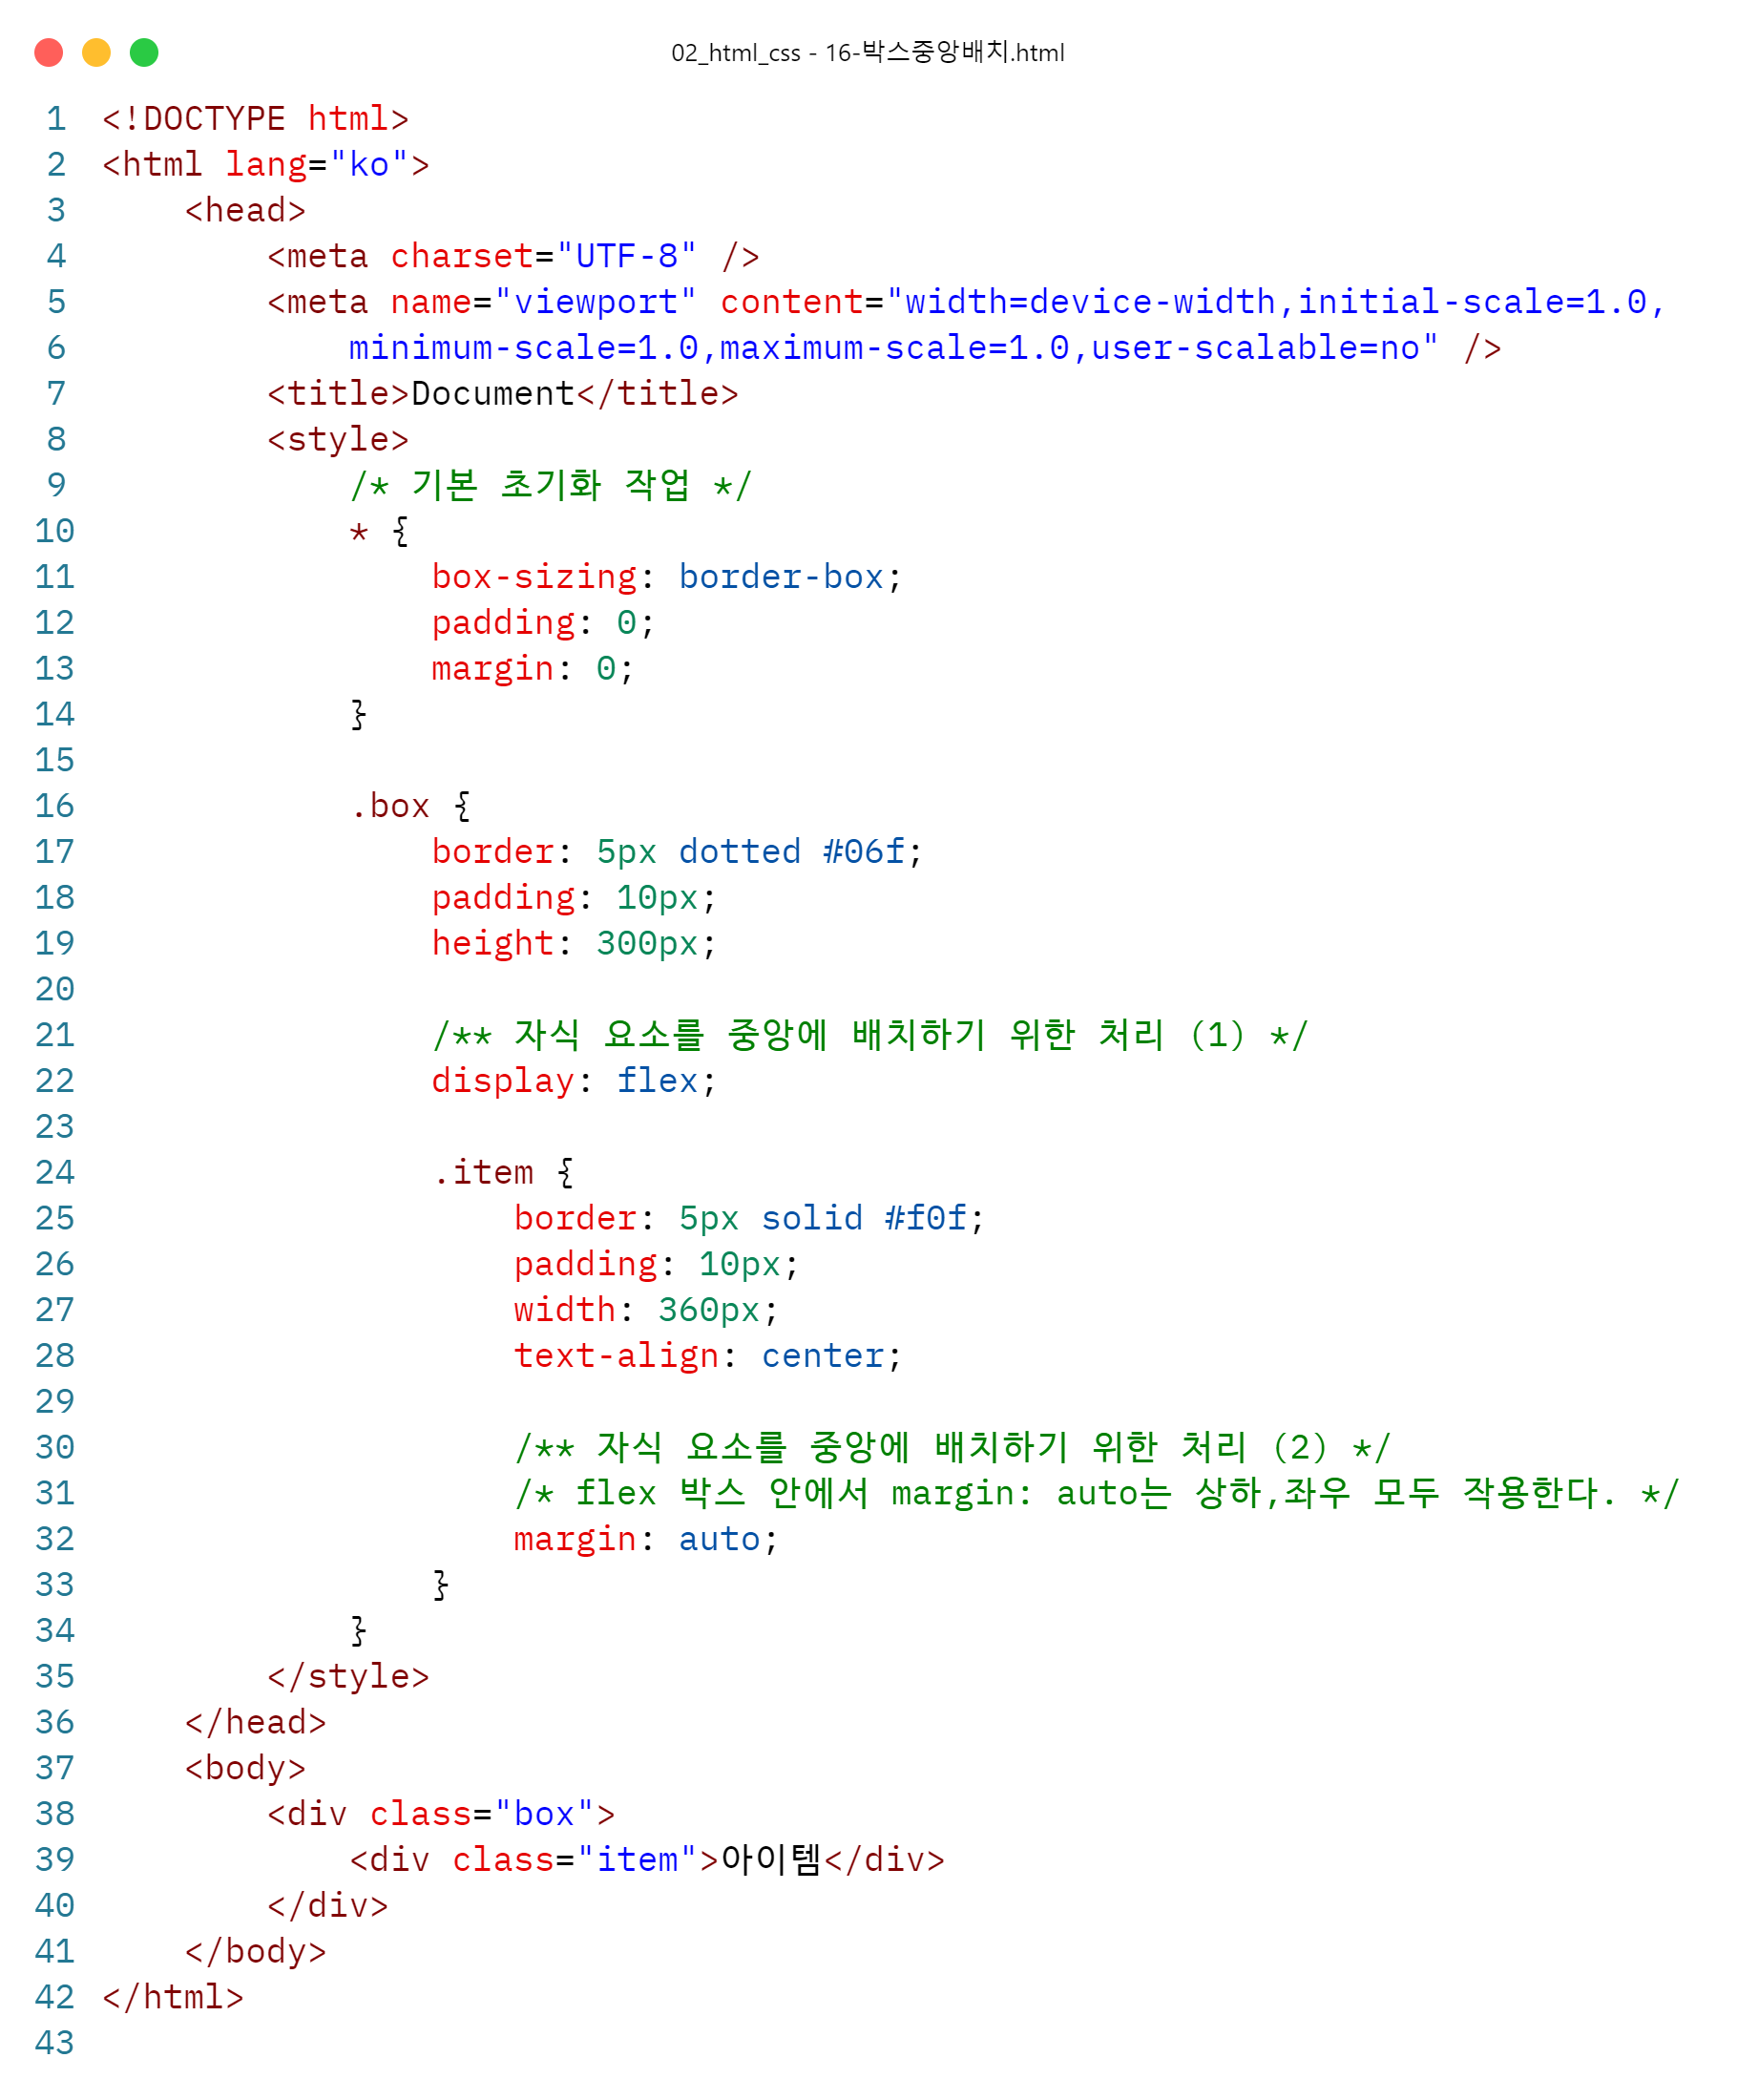 02_html_css - 16-박스중앙배치.html
1 <!DOCTYPE html>
2 <html lang="ko">
3     <head>
4         <meta charset="UTF-8" />
5         <meta name="viewport" content="width=device-width,initial-scale=1.0,
6             minimum-scale=1.0,maximum-scale=1.0,user-scalable=no" />
7         <title>Document</title>
8         <style>
9             /* 기본 초기화 작업 */
10             * {
11                 box-sizing: border-box;
12                 padding: 0;
13                 margin: 0;
14             }
15
16             .box {
17                 border: 5px dotted #06f;
18                 padding: 10px;
19                 height: 300px;
20
21                 /** 자식 요소를 중앙에 배치하기 위한 처리 (1) */
22                 display: flex;
23
24                 .item {
25                     border: 5px solid #f0f;
26                     padding: 10px;
27                     width: 360px;
28                     text-align: center;
29
30                     /** 자식 요소를 중앙에 배치하기 위한 처리 (2) */
31                     /* flex 박스 안에서 margin: auto는 상하,좌우 모두 작용한다. */
32                     margin: auto;
33                 }
34             }
35         </style>
36     </head>
37     <body>
38         <div class="box">
39             <div class="item">아이템</div>
40         </div>
41     </body>
42 </html>
43